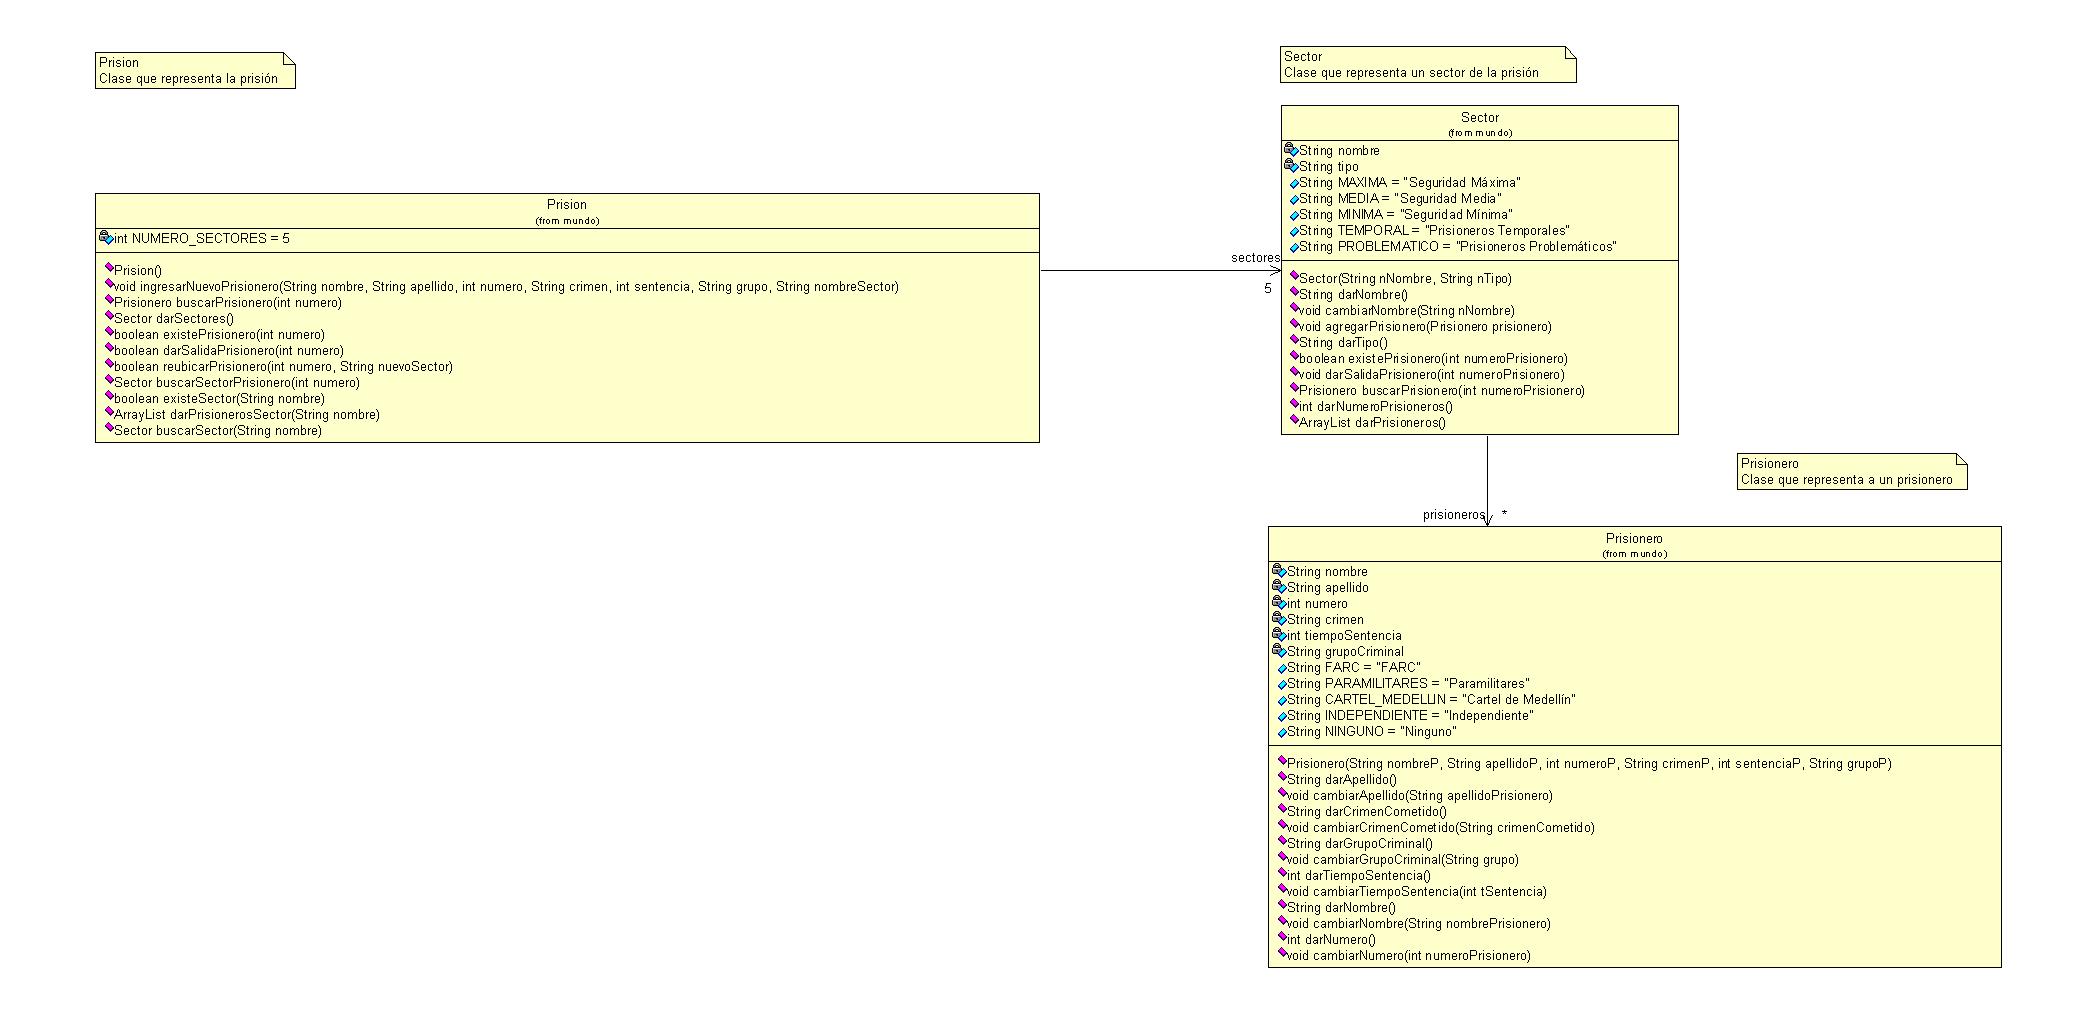 Prision
Clase que representa la prisión
Sector
Clase que representa un sector de la prisión
Prision
(from mundo)
int NUMERO_SECTORES = 5
Prision()
void ingresarNuevoPrisionero(String nombre, String apellido, int numero, String crimen, int sentencia, String grupo, String nombreSector)
Prisionero buscarPrisionero(int numero)
Sector darSectores()
boolean existePrisionero(int numero)
boolean darSalidaPrisionero(int numero)
boolean reubicarPrisionero(int numero, String nuevoSector)
Sector buscarSectorPrisionero(int numero)
boolean existeSector(String nombre)
ArrayList darPrisionerosSector(String nombre)
Sector buscarSector(String nombre)
sectores
5
Sector
(from mundo)
String nombre
String tipo
String MAXIMA = "Seguridad Máxima"
String MEDIA = "Seguridad Media"
String MINIMA = "Seguridad Mínima"
String TEMPORAL = "Prisioneros Temporales"
String PROBLEMATICO = "Prisioneros Problemáticos"
Sector(String nNombre, String nTipo)
String darNombre()
void cambiarNombre(String nNombre)
void agregarPrisionero(Prisionero prisionero)
String darTipo()
boolean existePrisionero(int numeroPrisionero)
void darSalidaPrisionero(int numeroPrisionero)
Prisionero buscarPrisionero(int numeroPrisionero)
int darNumeroPrisioneros()
ArrayList darPrisioneros()
Prisionero
Clase que representa a un prisionero
prisioneros *
Prisionero
(from mundo)
String nombre
String apellido
int numero
String crimen
int tiempoSentencia
String grupoCriminal
String FARC = "FARC"
String PARAMILITARES = "Paramilitares"
String CARTEL_MEDELLIN = "Cartel de Medellín"
String INDEPENDIENTE = "Independiente"
String NINGUNO = "Ninguno"
Prisionero(String nombreP, String apellidoP, int numeroP, String crimenP, int sentenciaP, String grupoP)
String darApellido()
void cambiarApellido(String apellidoPrisionero)
String darCrimenCometido()
void cambiarCrimenCometido(String crimenCometido)
String darGrupoCriminal()
void cambiarGrupoCriminal(String grupo)
int darTiempoSentencia()
void cambiarTiempoSentencia(int tSentencia)
String darNombre()
void cambiarNombre(String nombrePrisionero)
int darNumero()
void cambiarNumero(int numeroPrisionero)